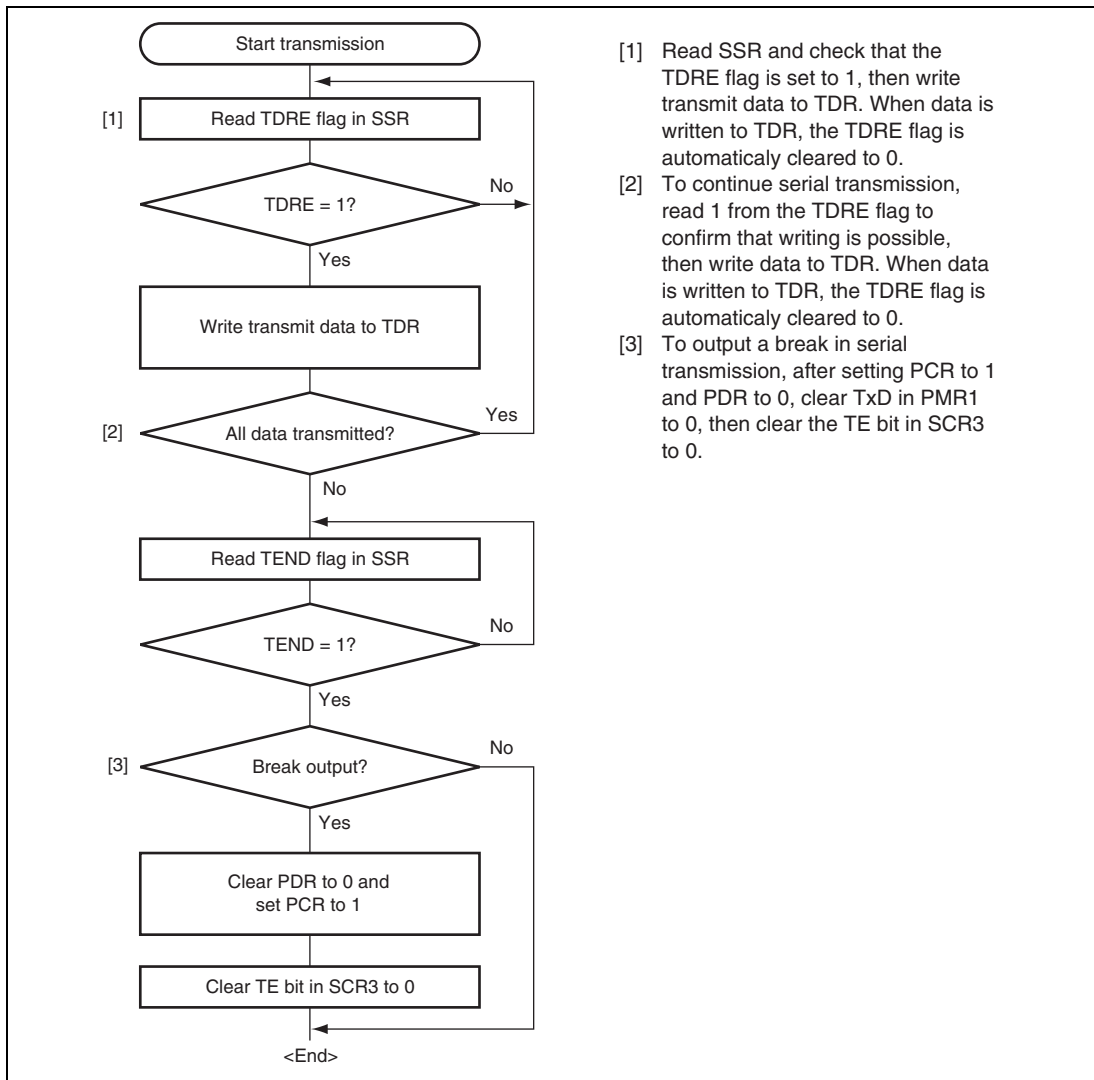 Start transmission
[1]
Read TDRE flag in SSR
TDRE = 1?
No
Yes
Write transmit data to TDR
[2]
All data transmitted?
Yes
No
Read TEND flag in SSR
TEND = 1?
No
Yes
[3]
Break output?
No
Yes
Clear PDR to 0 and
set PCR to 1
Clear TE bit in SCR3 to 0
<End>
[1] Read SSR and check that the
TDRE flag is set to 1, then write
transmit data to TDR. When data is
written to TDR, the TDRE flag is
automaticaly cleared to 0.
[2] To continue serial transmission,
read 1 from the TDRE flag to
confirm that writing is possible,
then write data to TDR. When data
is written to TDR, the TDRE flag is
automaticaly cleared to 0.
[3] To output a break in serial
transmission, after setting PCR to 1
and PDR to 0, clear TxD in PMR1
to 0, then clear the TE bit in SCR3
to 0.